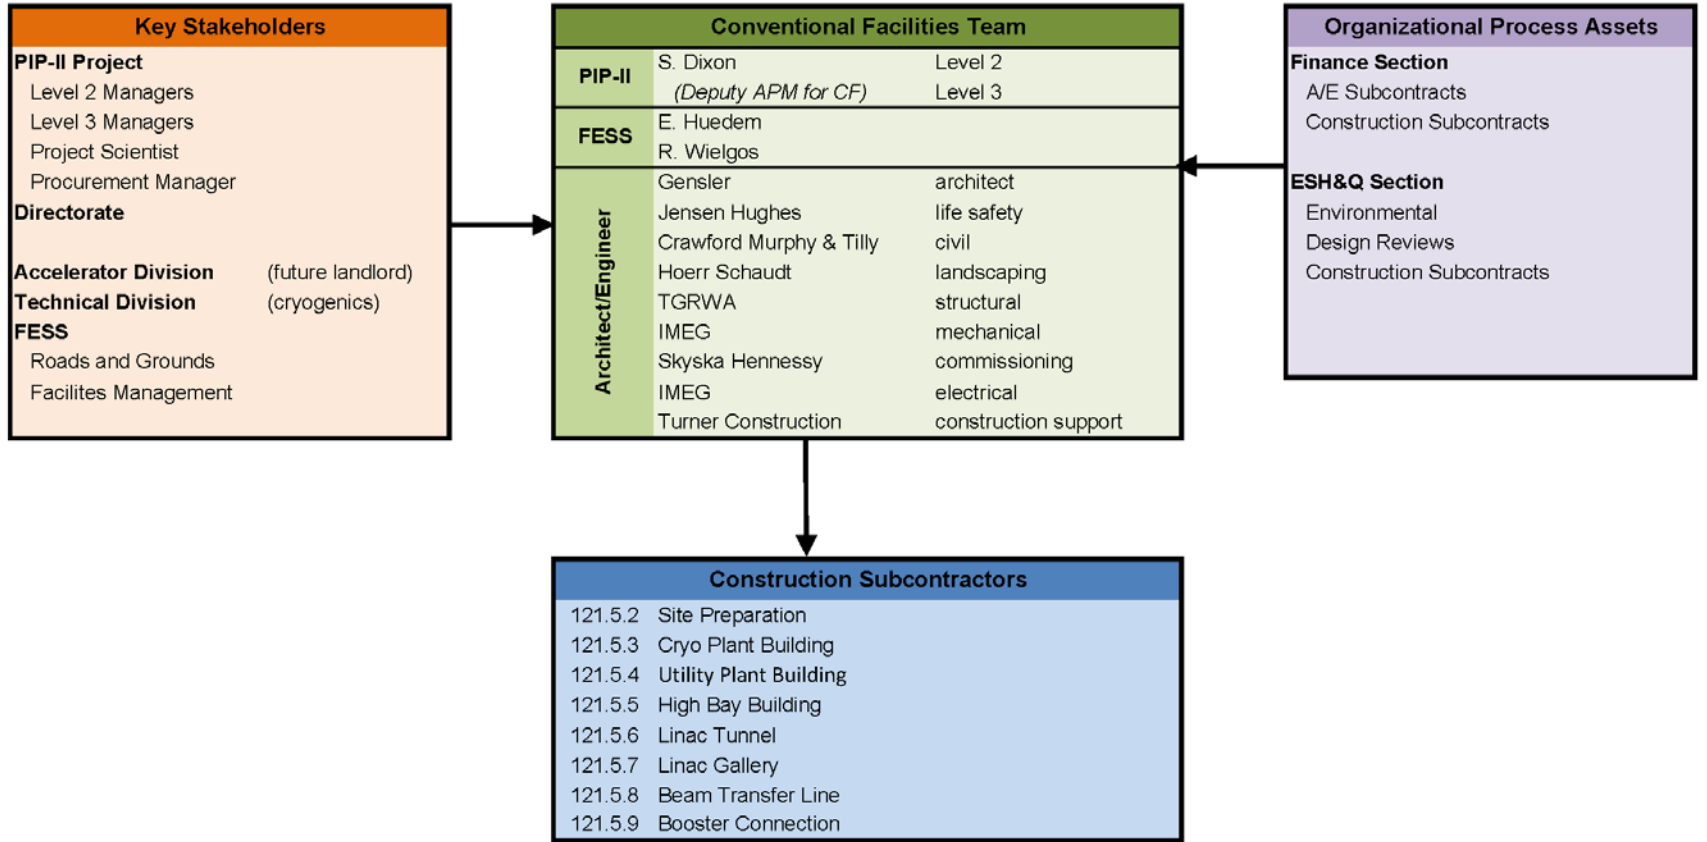 Key Stakeholders
PIP-II Project
Level 2 Managers
Level 3 Managers
Project Scientist
Procurement Manager
Directorate
Accelerator Division (future landlord)
Technical Division (cryogenics)
FESS
Roads and Grounds
Facilites Management
Conventional Facilities Team
PIP-II
S. Dixon Level 2
(Deputy APM for CF) Level 3
FESS
E. Huedem
R. Wielgos
Architect/Engineer
Gensler architect
Jensen Hughes life safety
Crawford Murphy & Tilly civil
Hoerr Schaudt landscaping
TGRWA structural
IMEG mechanical
Skyska Hennessy commissioning
IMEG electrical
Turner Construction construction support
Organizational Process Assets
Finance Section
A/E Subcontracts
Construction Subcontracts
ESH&Q Section
Environmental
Design Reviews
Construction Subcontracts
Construction Subcontractors
121.5.2 Site Preparation
121.5.3 Cryo Plant Building
121.5.4 Utility Plant Building
121.5.5 High Bay Building
121.5.6 Linac Tunnel
121.5.7 Linac Gallery
121.5.8 Beam Transfer Line
121.5.9 Booster Connection